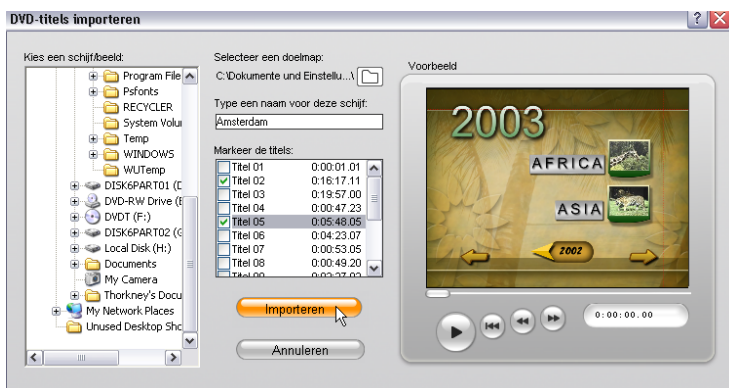 DVD-titels importeren
Kies een schijf/beeld:
Program File
Psfonts
RECYCLER
System Volu
Temp
WINDOWS
WUTemp
DISK6PART01 (D
DVD-RW Drive (E
DVDT (F:)
DISK6PART02 (G
Local Disk (H:)
Documents
My Camera
Thorkney's Docu
My Network Places
Unused Desktop Shc
Selecteer een doelmap:
C:\Dokumente und Einstellu...\
Type een naam voor deze schijf:
Amsterdam
Markeer de titels:
Titel 01 0:00:01.01
Titel 02 0:16:17.11
Titel 03 0:19:57.00
Titel 04 0:00:47.23
Titel 05 0:05:48.05
Titel 06 0:04:23.07
Titel 07 0:00:53.05
Titel 08 0:00:49.20
Importeren
Annuleren
Voorbeeld
2003
AFRICA
ASIA
2002
0:00:00.00